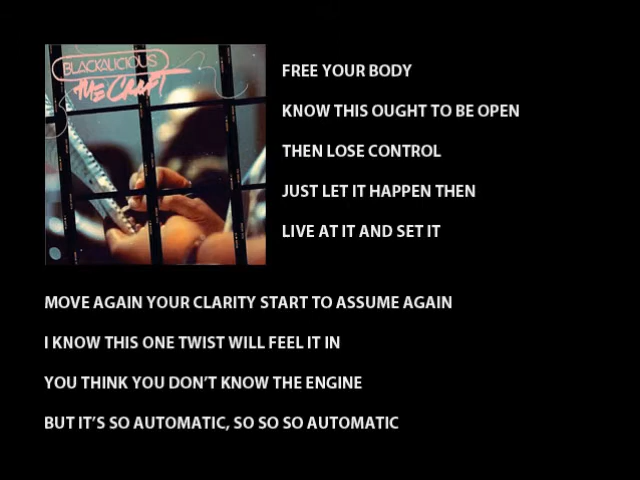 BLACKALICIOUS
THE CRAFT
FREE YOUR BODY
KNOW THIS OUGHT TO BE OPEN
THEN LOSE CONTROL
JUST LET IT HAPPEN THEN
LIVE AT IT AND SET IT
MOVE AGAIN YOUR CLARITY START TO ASSUME AGAIN
I KNOW THIS ONE TWIST WILL FEEL IT IN
YOU THINK YOU DON'T KNOW THE ENGINE
BUT IT'S SO AUTOMATIC, SO SO SO AUTOMATIC